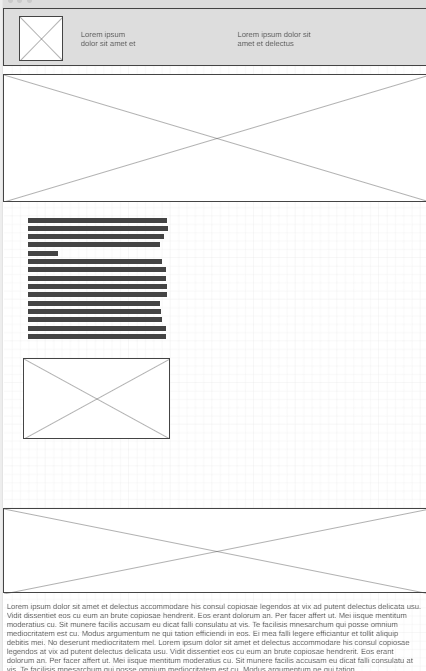 Lorem ipsum
dolor sit amet et
Lorem ipsum dolor sit
amet et delectus
Lorem ipsum dolor sit amet et delectus accommodare his consul copiosae legendos at vix ad putent delectus delicata usu.
Vidit dissentiet eos cu eum an brute copiosae hendrerit. Eos erant dolorum an. Per facer affert ut. Mei iisque mentitum
moderatius cu. Sit munere facilis accusam eu dicat falli consulatu at vis. Te facilisis mnesarchum qui posse omnium
mediocritatem est cu. Modus argumentum ne qui tation efficiendi in eos. Ei mea falli legere efficiantur et tollit aliquip
debitis mei. No deserunt mediocritatem mel. Lorem ipsum dolor sit amet et delectus accommodare his consul copiosae
legendos at vix ad putent delectus delicata usu. Vidit dissentiet eos cu eum an brute copiosae hendrerit. Eos erant
dolorum an. Per facer affert ut. Mei iisque mentitum moderatius cu. Sit munere facilis accusam eu dicat falli consulatu at
vis. Te facilisis mnesarchum qui posse omnium mediocritatem est cu. Modus argumentum ne qui tation